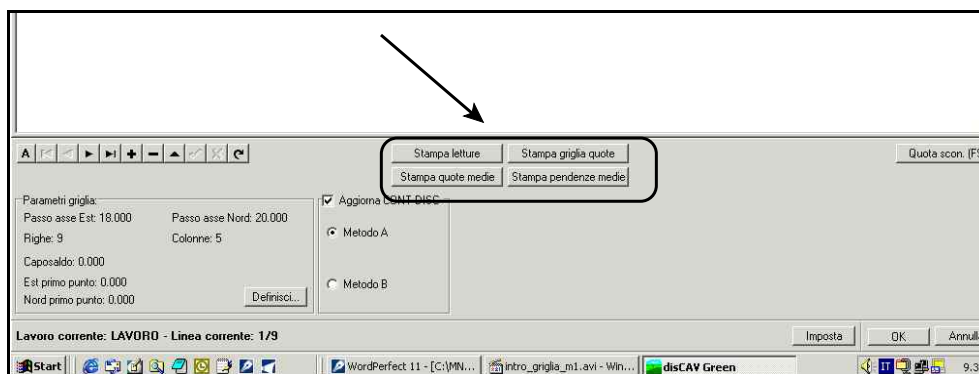 A
Stampa letture Stampa griglia quote
Quota scon. (F9
Stampa quote medie Stampa pendenze medie
Parametri griglia:
Passo asse Est: 18.000 Passo asse Nord: 20.000
Righe: 9 Colonne: 5
Caposaldo: 0.000
Est primo punto: 0.000
Nord primo punto: 0.000
Definisci...
Aggiorna CONT-DISC
Metodo A
Metodo B
Lavoro corrente: LAVORO - Linea corrente: 1/9
Imposta OK Annulla
Start WordPerfect 11 - [C:\MN... intro_griglia_m1.avi - Win... disCAV Green IT